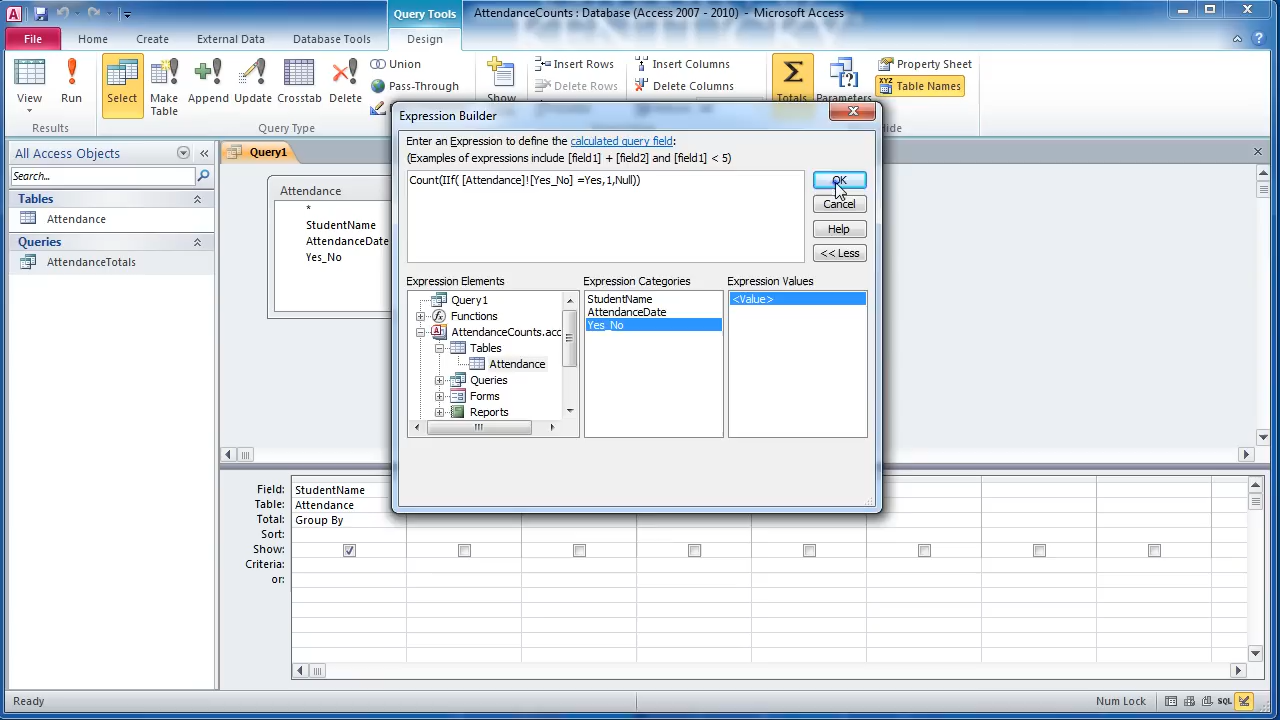 Query Tools
AttendanceCounts : Database (Access 2007 - 2010) - Microsoft Access
File Home Create External Data Database Tools Design
View
Run
Select
Make Table
Append
Update
Crosstab
Delete
Union
Pass-Through
Show
Insert Rows
Delete Rows
Insert Columns
Delete Columns
Totals
Parameters
Property Sheet
Table Names
Results
Query Type
All Access Objects
Search...
Tables
Attendance
Queries
AttendanceTotals
Query1
Attendance
*
StudentName
AttendanceDate
Yes_No
Expression Builder
Enter an Expression to define the calculated query field:
(Examples of expressions include [field1] + [field2] and [field1] < 5)
Count(IIf( [Attendance]![Yes_No] =Yes,1,Null))
OK
Cancel
Help
<< Less
Expression Elements
Query1
Functions
AttendanceCounts.acc
Tables
Attendance
Queries
Forms
Reports
Expression Categories
StudentName
AttendanceDate
Yes_No
Expression Values
<Value>
Field: StudentName
Table: Attendance
Total: Group By
Sort:
Show:
Criteria:
or:
Ready
Num Lock
SQL